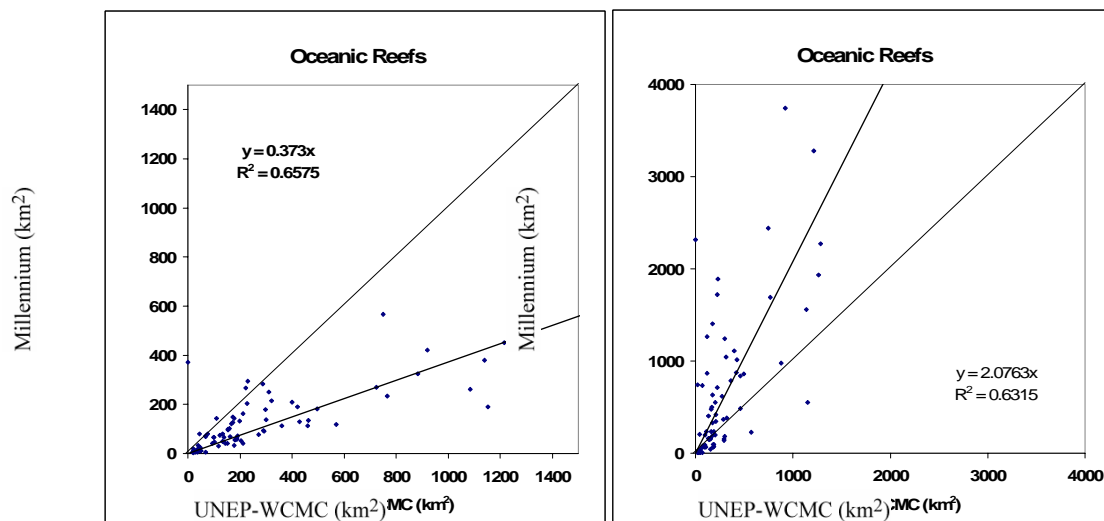 Oceanic Reefs
1400
1200
1000
800
600
400
200
0
y = 0.373x
R² = 0.6575
0 200 400 600 800 1000 1200 1400
Millennium (km²)
UNEP-WCMC (km²) MC (km²)
Oceanic Reefs
4000
3000
2000
1000
0
y = 2.0763x
R² = 0.6315
0 1000 2000 3000 4000
Millennium (km²)
UNEP-WCMC (km²) MC (km²)